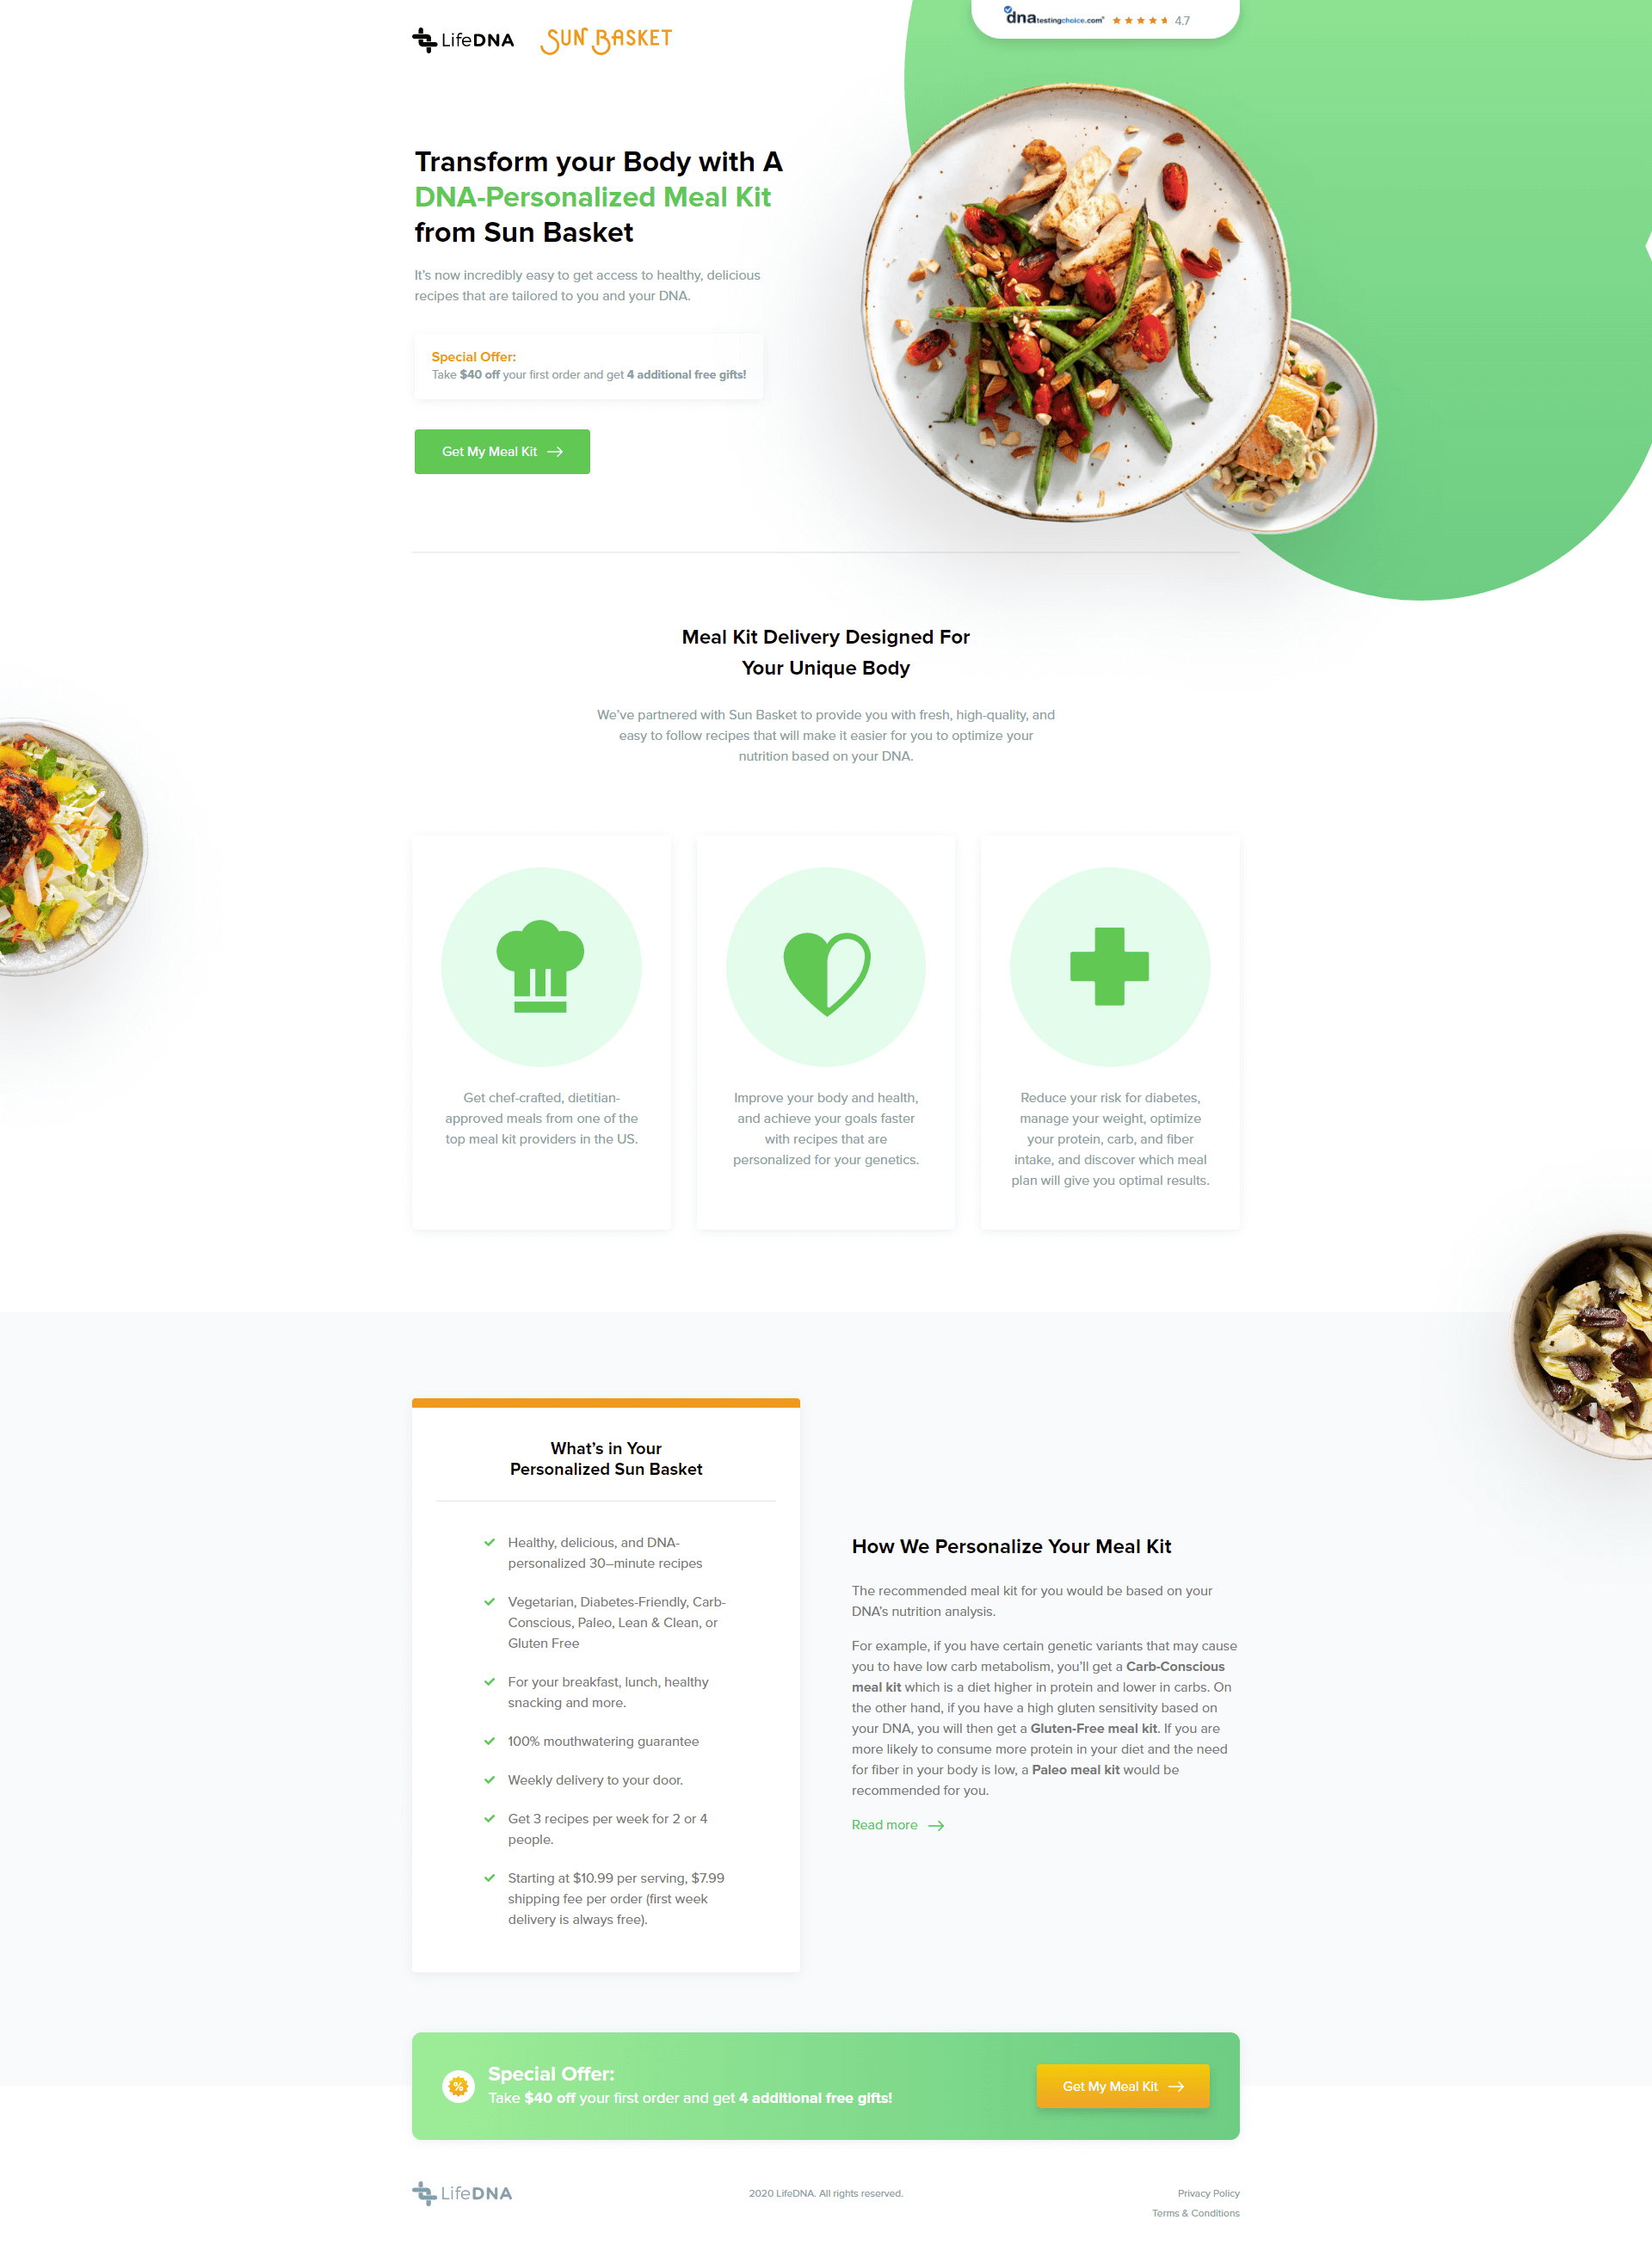 LifeDNA SUN BASKET
dnatestingchoice.com® 4.7
Transform your Body with A
DNA-Personalized Meal Kit
from Sun Basket
It's now incredibly easy to get access to healthy, delicious
recipes that are tailored to you and your DNA.
Special Offer:
Take $40 off your first order and get 4 additional free gifts!
Get My Meal Kit
Meal Kit Delivery Designed For
Your Unique Body
We've partnered with Sun Basket to provide you with fresh, high-quality, and
easy to follow recipes that will make it easier for you to optimize your
nutrition based on your DNA.
Get chef-crafted, dietitian-
approved meals from one of the
top meal kit providers in the US.
Improve your body and health,
and achieve your goals faster
with recipes that are
personalized for your genetics.
Reduce your risk for diabetes,
manage your weight, optimize
your protein, carb, and fiber
intake, and discover which meal
plan will give you optimal results.
What's in Your
Personalized Sun Basket
Healthy, delicious, and DNA-
personalized 30–minute recipes
Vegetarian, Diabetes-Friendly, Carb-
Conscious, Paleo, Lean & Clean, or
Gluten Free
For your breakfast, lunch, healthy
snacking and more.
100% mouthwatering guarantee
Weekly delivery to your door.
Get 3 recipes per week for 2 or 4
people.
Starting at $10.99 per serving, $7.99
shipping fee per order (first week
delivery is always free).
How We Personalize Your Meal Kit
The recommended meal kit for you would be based on your
DNA's nutrition analysis.
For example, if you have certain genetic variants that may cause
you to have low carb metabolism, you'll get a Carb-Conscious
meal kit which is a diet higher in protein and lower in carbs. On
the other hand, if you have a high gluten sensitivity based on
your DNA, you will then get a Gluten-Free meal kit. If you are
more likely to consume more protein in your diet and the need
for fiber in your body is low, a Paleo meal kit would be
recommended for you.
Read more
%
Special Offer:
Take $40 off your first order and get 4 additional free gifts!
Get My Meal Kit
LifeDNA
2020 LifeDNA. All rights reserved.
Privacy Policy
Terms & Conditions